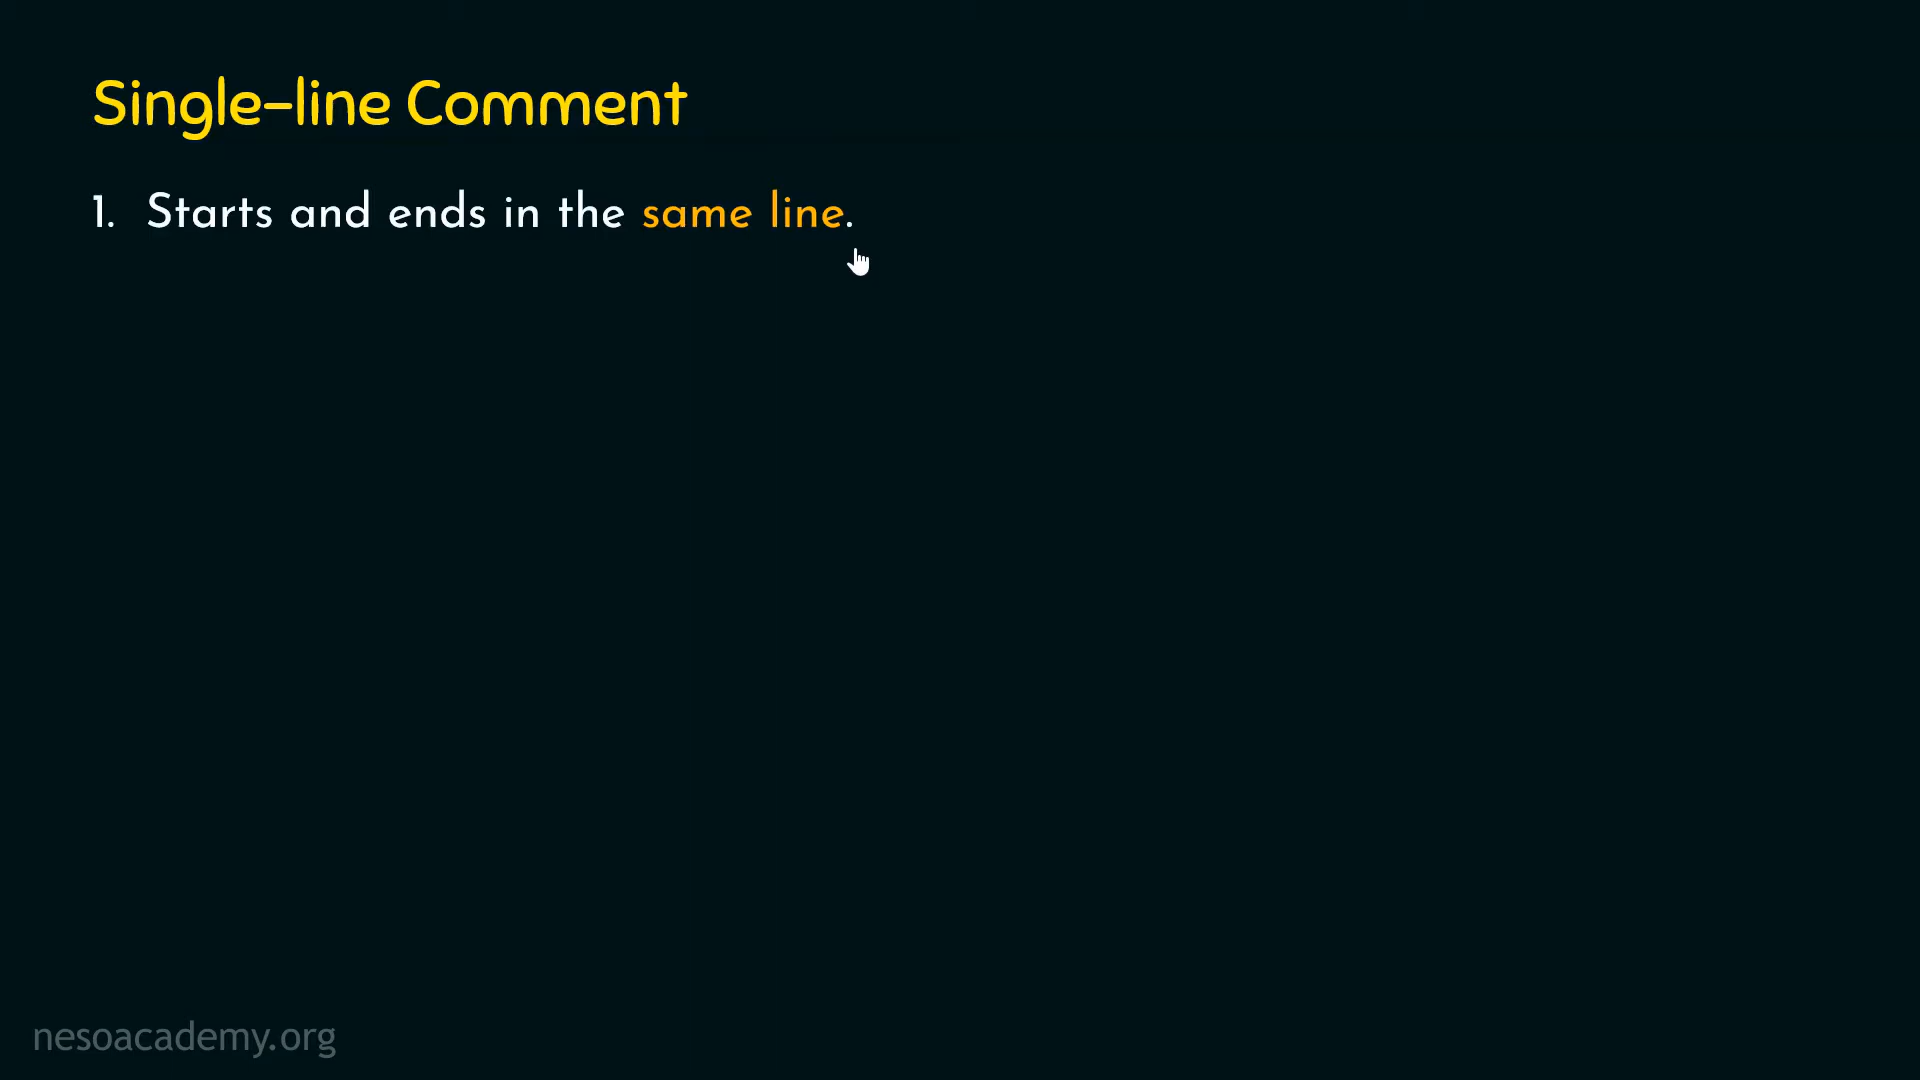 Single-line Comment
1. Starts and ends in the same line.
nesoacademy.org